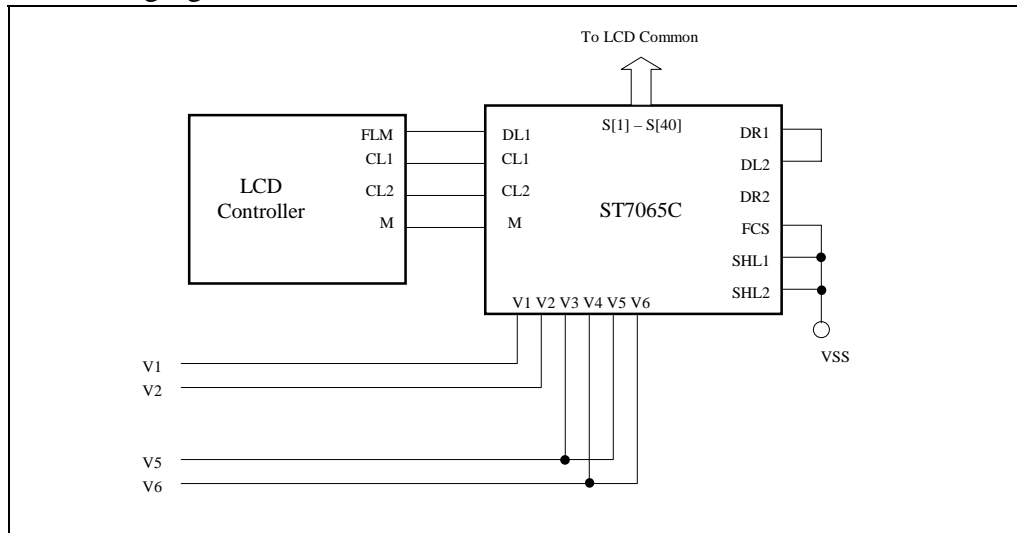 To LCD Common
S[1] – S[40]
FLM
CL1
CL2
M
LCD
Controller
DL1
CL1
CL2
M
ST7065C
DR1
DL2
DR2
FCS
SHL1
SHL2
V1 V2 V3 V4 V5 V6
VSS
V1
V2
V5
V6